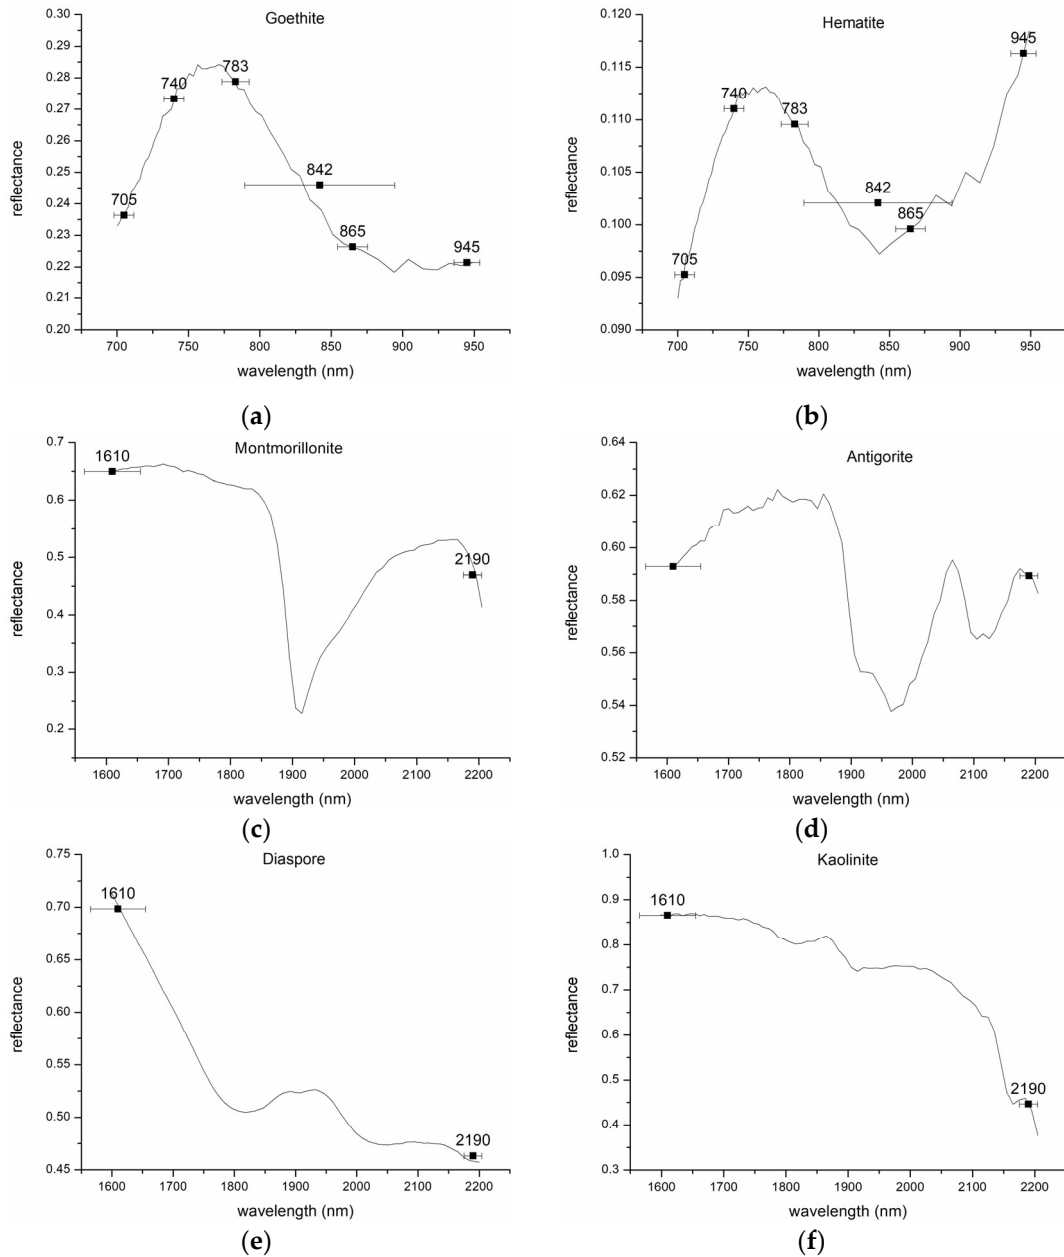 Goethite
0.30
0.29
0.28
0.27
0.26
0.25
0.24
0.23
0.22
0.21
0.20
reflectance
705
740
783
842
865
945
700 750 800 850 900 950
wavelength (nm)
(a)
Hematite
0.120
0.115
0.110
0.105
0.100
0.095
0.090
reflectance
705
740
783
842
865
945
700 750 800 850 900 950
wavelength (nm)
(b)
Montmorillonite
0.7
0.6
0.5
0.4
0.3
0.2
reflectance
1610
2190
1600 1700 1800 1900 2000 2100 2200
wavelength (nm)
(c)
Antigorite
0.64
0.62
0.60
0.58
0.56
0.54
0.52
reflectance
1610
2190
1600 1700 1800 1900 2000 2100 2200
wavelength (nm)
(d)
Diaspore
0.75
0.70
0.65
0.60
0.55
0.50
0.45
reflectance
1610
2190
1600 1700 1800 1900 2000 2100 2200
wavelength (nm)
(e)
Kaolinite
1.0
0.9
0.8
0.7
0.6
0.5
0.4
0.3
reflectance
1610
2190
1600 1700 1800 1900 2000 2100 2200
wavelength (nm)
(f)